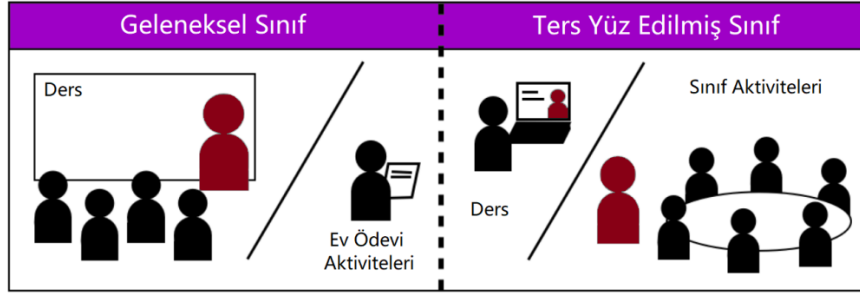 Geleneksel Sınıf
Ters Yüz Edilmiş Sınıf
Ders
Ev Ödevi
Aktiviteleri
Ders
Sınıf Aktiviteleri